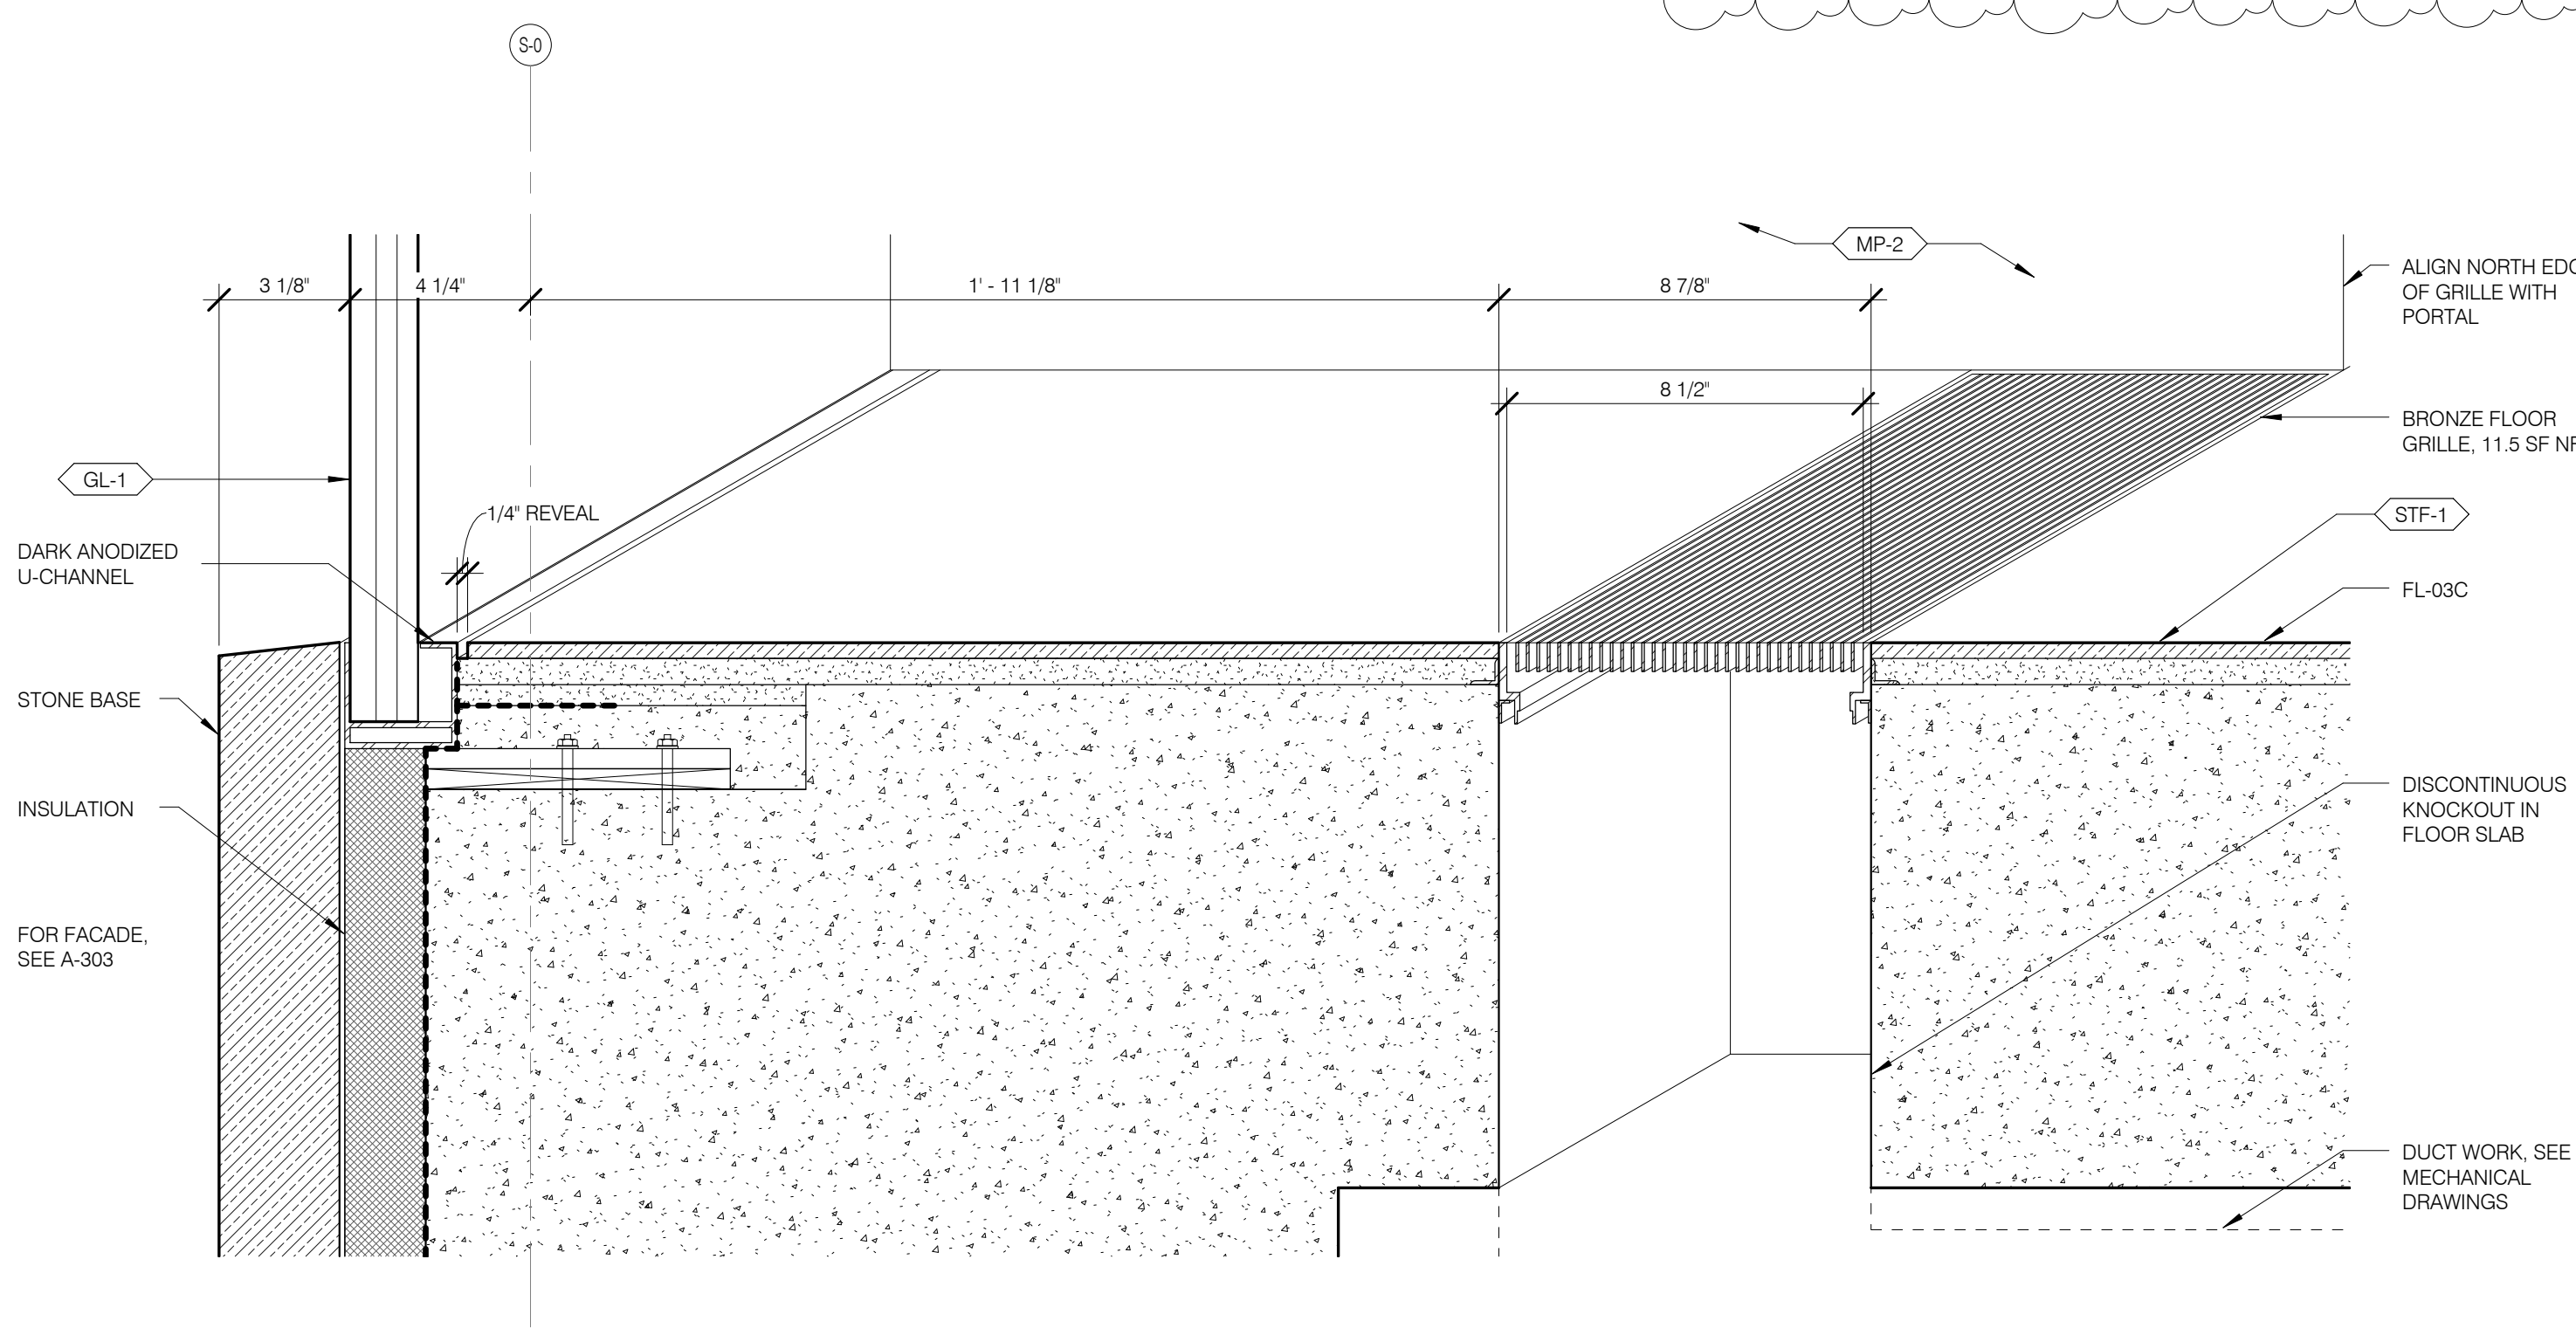 S-0
MP-2
3 1/8"
4 1/4"
1' - 11 1/8"
8 7/8"
ALIGN NORTH
OF GRILLE WITH
PORTAL
8 1/2"
BRONZE FLOOR
GRILLE, 11.5 SF
GL-1
1/4" REVEAL
STF-1
DARK ANODIZED
U-CHANNEL
FL-03C
STONE BASE
INSULATION
DISCONTINUOUS
KNOCKOUT IN
FLOOR SLAB
FOR FACADE,
SEE A-303
DUCT WORK, SEE
MECHANICAL
DRAWINGS